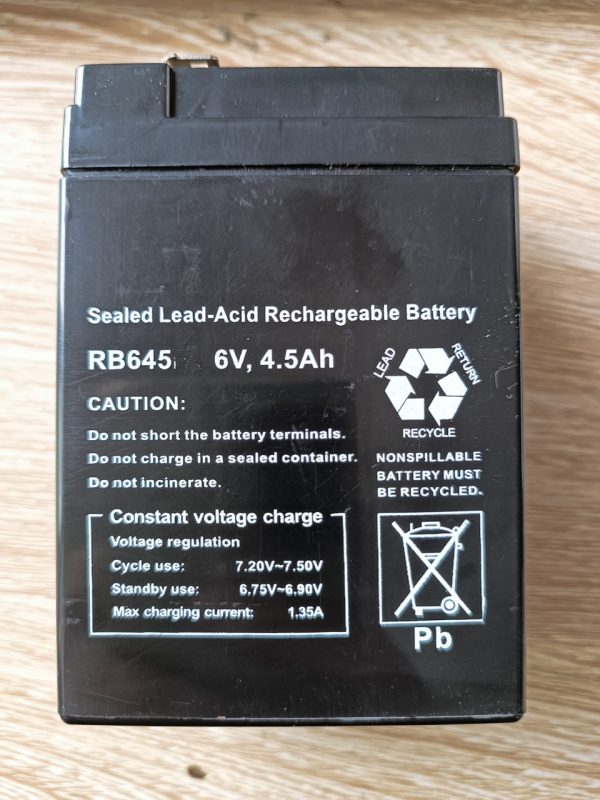 Sealed Lead-Acid Rechargeable Battery
RB645 6V, 4.5Ah
CAUTION:
Do not short the battery terminals.
Do not charge in a sealed container.
Do not incinerate.
LEAD RETURN
RECYCLE
NONSPILLABLE
BATTERY MUST
BE RECYCLED.
Constant voltage charge
Voltage regulation
Cycle use: 7.20V~7.50V
Standby use: 6.75V~6.90V
Max charging current: 1.35A
Pb